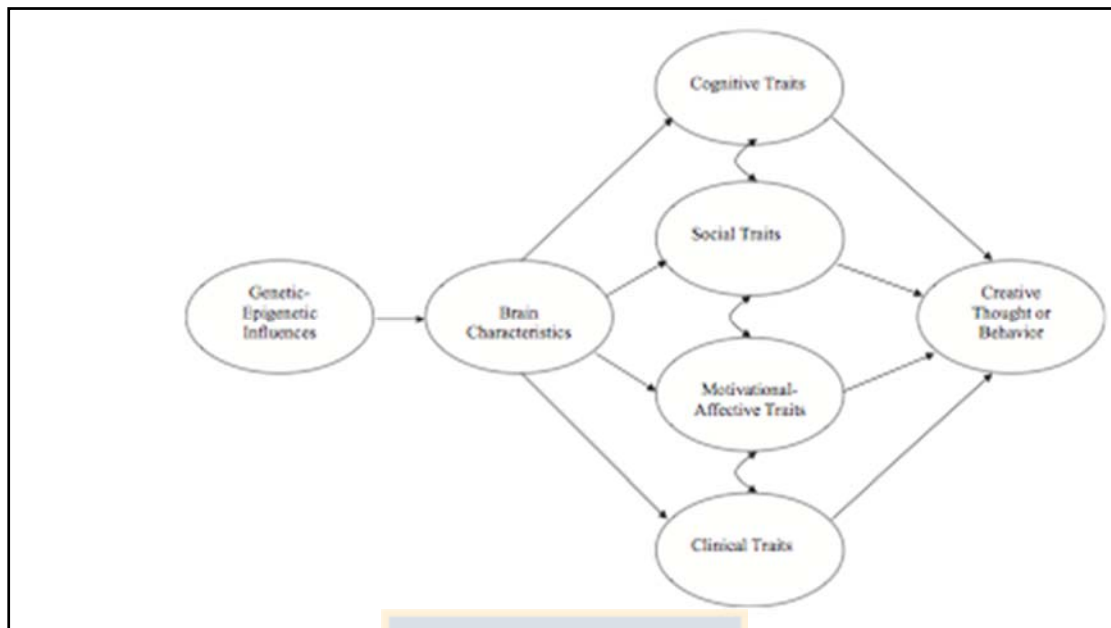 Cognitive Traits
Social Traits
Genetic-
Epigenetic
Influences
Brain
Characteristics
Creative
Thought or
Behavior
Motivational-
Affective Traits
Clinical Traits